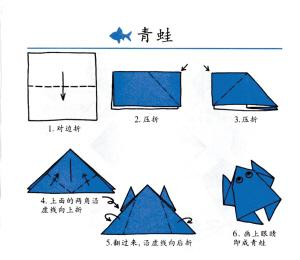 青蛙
1. 对边折
2. 压折
3. 压折
4. 上面的两角沿
虚线向上折
5. 翻过来, 沿虚线向后折
6. 画上眼睛
即成青蛙